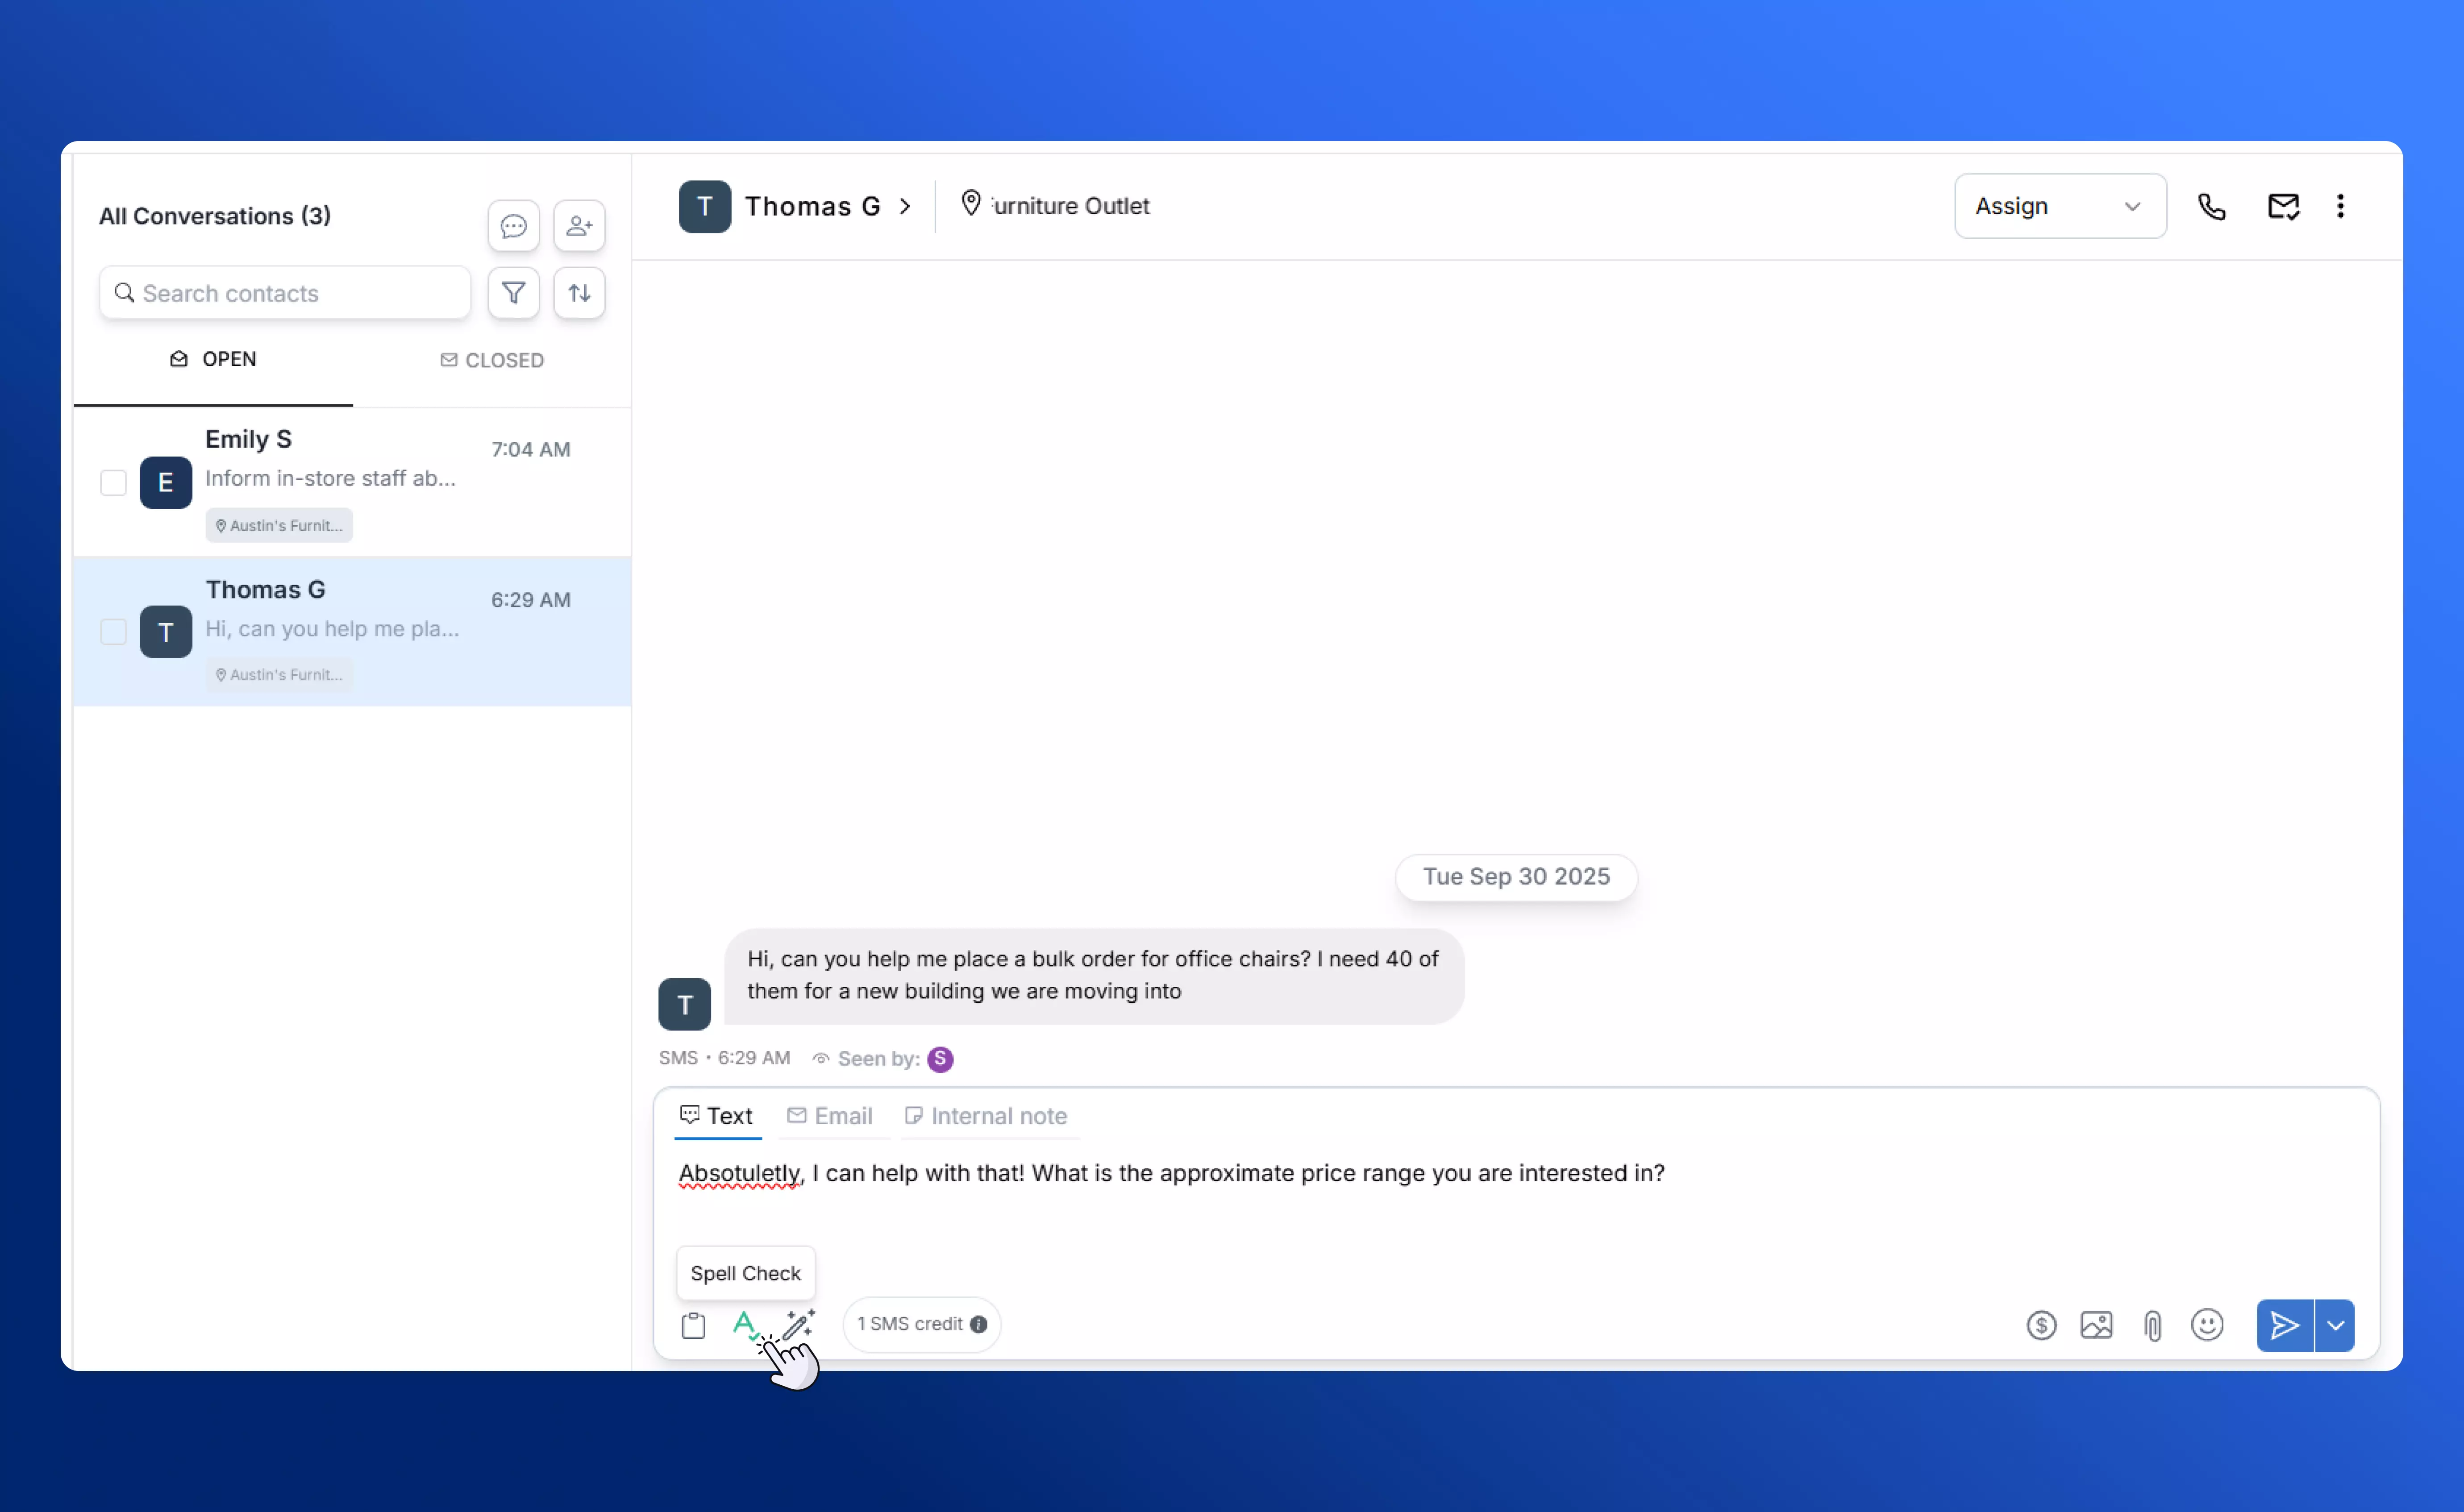 All Conversations (3)
Search contacts
OPEN
CLOSED
Emily S
7:04 AM
Inform in-store staff ab...
E
Austin's Furnit...
Thomas G
6:29 AM
Hi, can you help me pla...
T
Austin's Furnit...
T
Thomas G
urniture Outlet
Assign
Tue Sep 30 2025
Hi, can you help me place a bulk order for office chairs? I need 40 of
them for a new building we are moving into
T
SMS • 6:29 AM
Seen by: S
Text
Email
Internal note
Absotuletly, I can help with that! What is the approximate price range you are interested in?
Spell Check
1 SMS credit